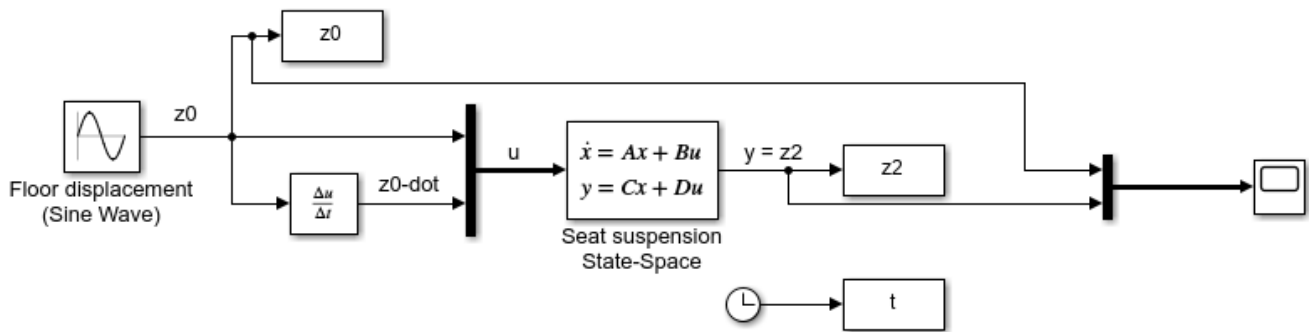 z0
z0
Floor displacement
(Sine Wave)
Δu
Δt
z0-dot
u
ẋ = Ax + Bu
y = Cx + Du
Seat suspension
State-Space
y = z2
z2
t